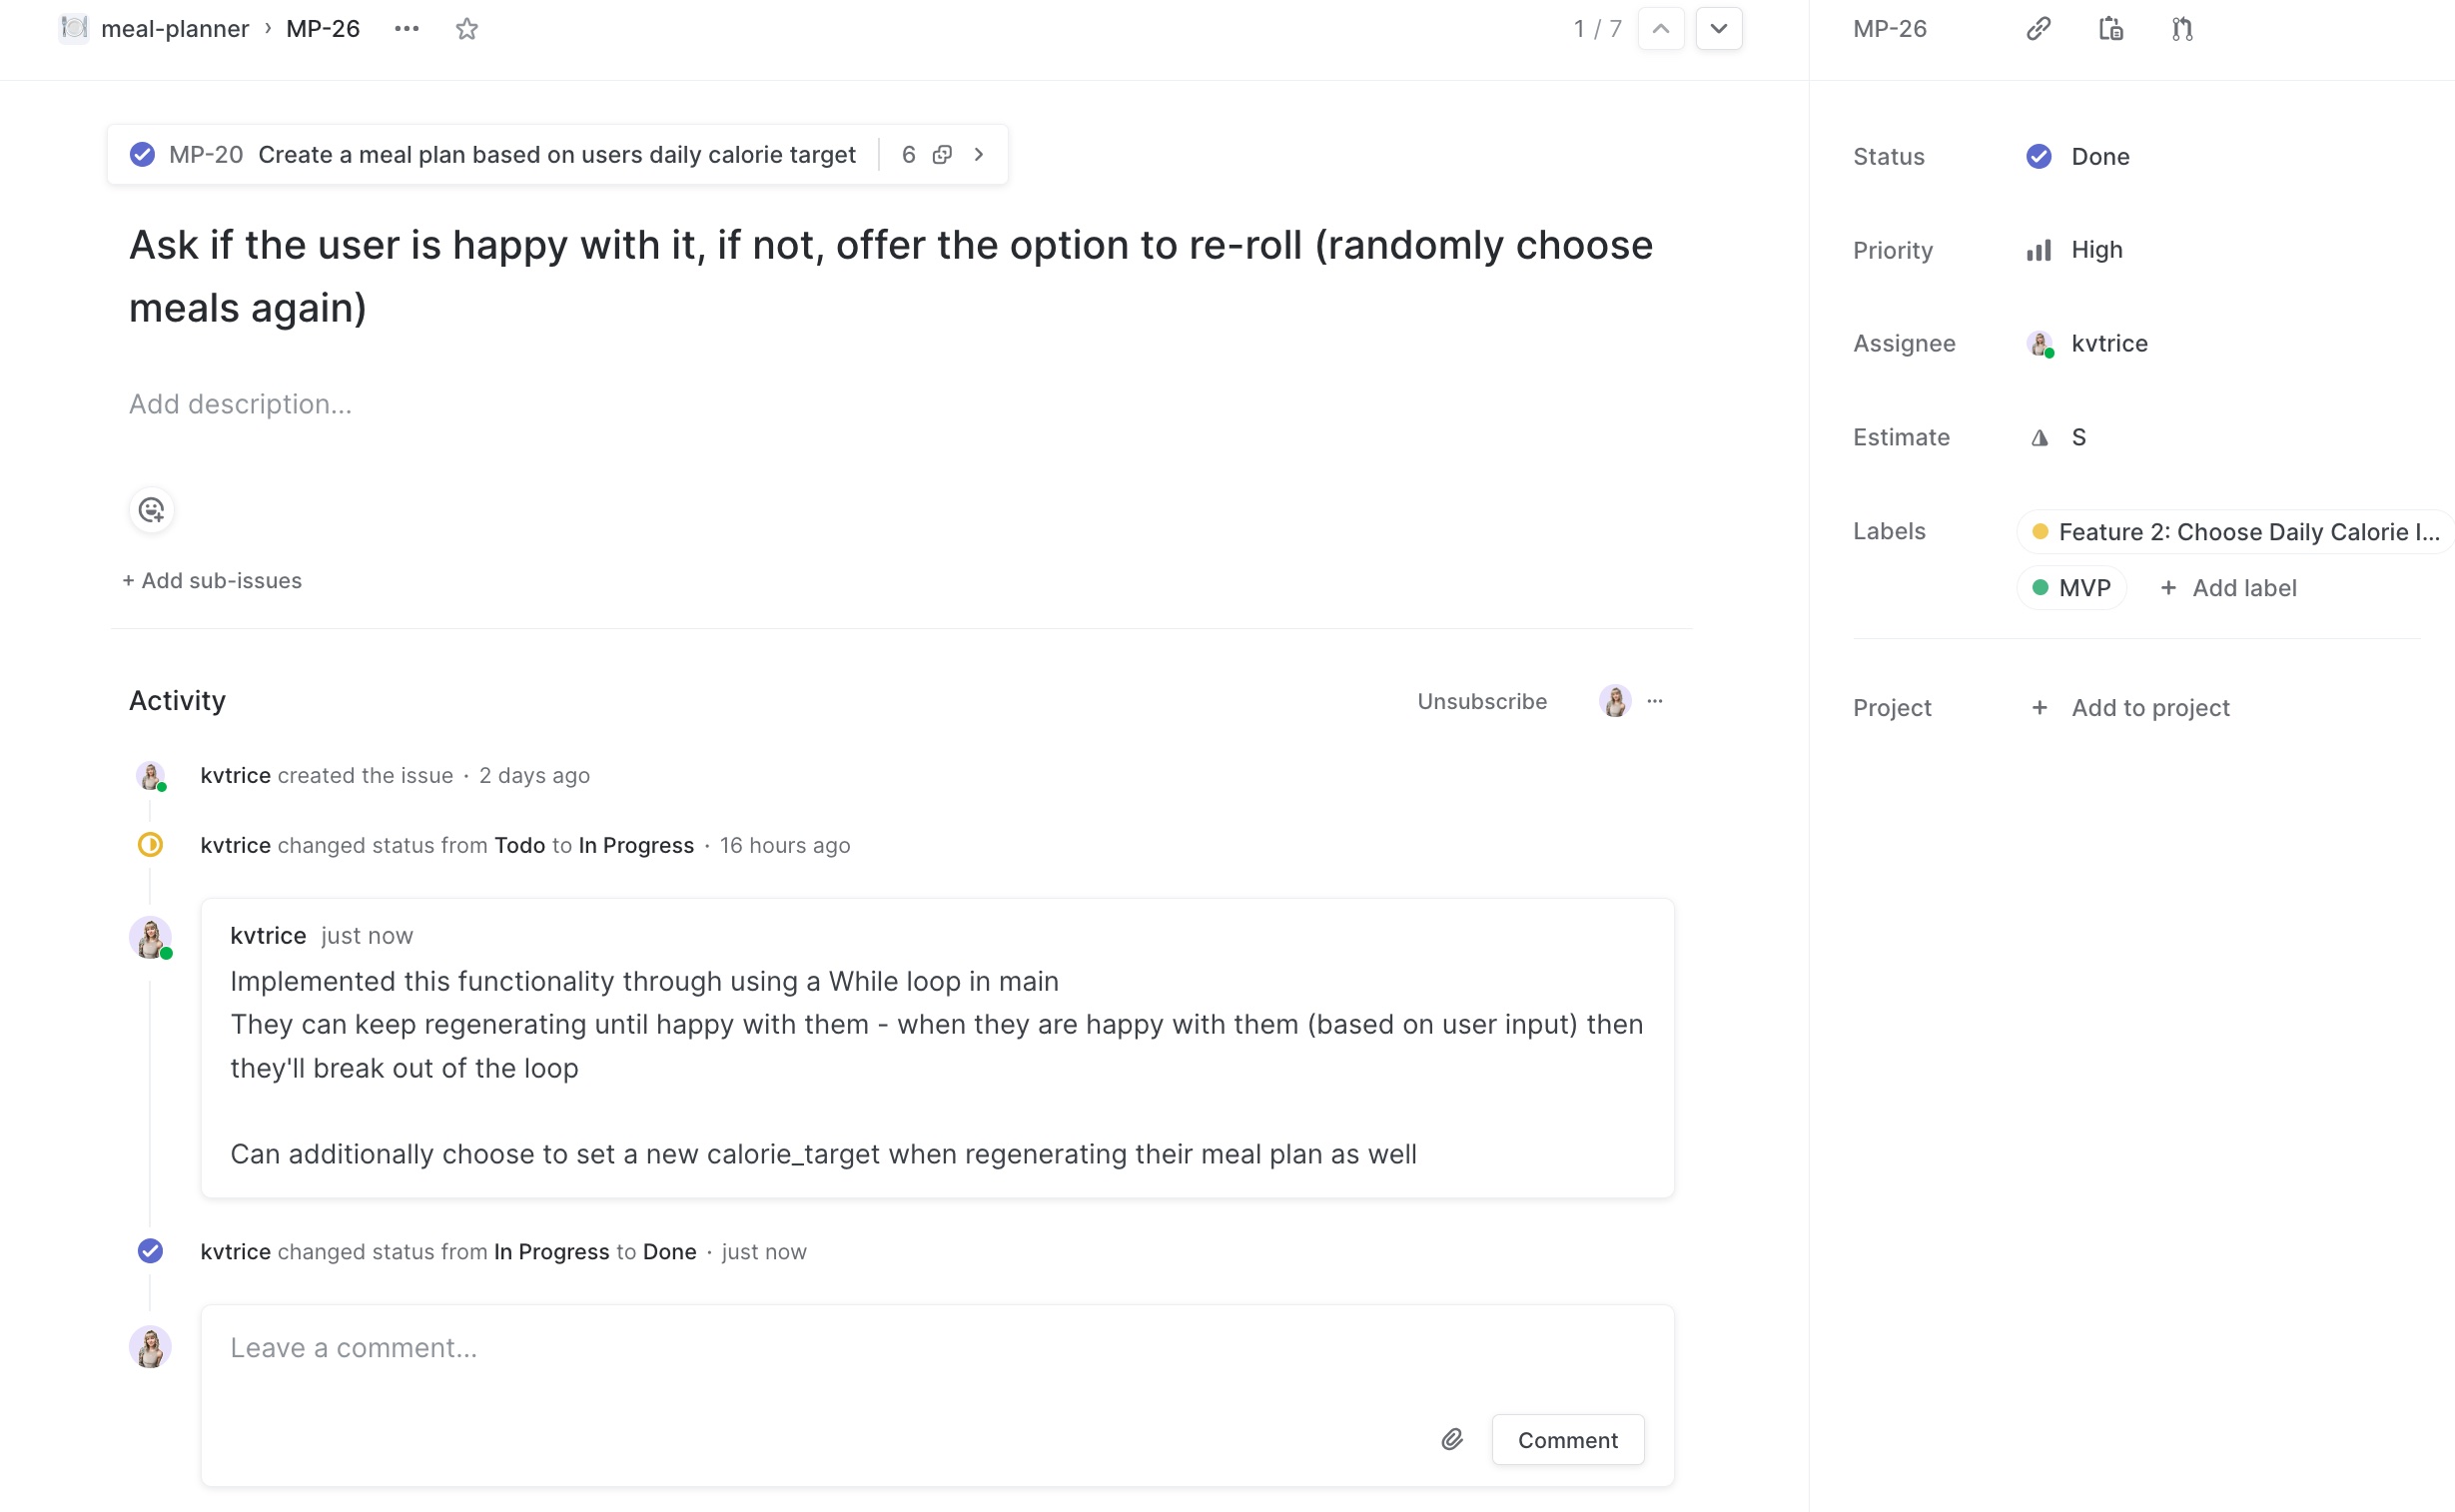 meal-planner › MP-26 ···
1 / 7
MP-20 Create a meal plan based on users daily calorie target 6
Ask if the user is happy with it, if not, offer the option to re-roll (randomly choose
meals again)
Add description...
+ Add sub-issues
Activity
Unsubscribe ···
kvtrice created the issue · 2 days ago
kvtrice changed status from Todo to In Progress · 16 hours ago
kvtrice just now
Implemented this functionality through using a While loop in main
They can keep regenerating until happy with them - when they are happy with them (based on user input) then
they'll break out of the loop
Can additionally choose to set a new calorie_target when regenerating their meal plan as well
kvtrice changed status from In Progress to Done · just now
Leave a comment...
Comment
MP-26
Status Done
Priority High
Assignee kvtrice
Estimate S
Labels Feature 2: Choose Daily Calorie I...
MVP + Add label
Project + Add to project